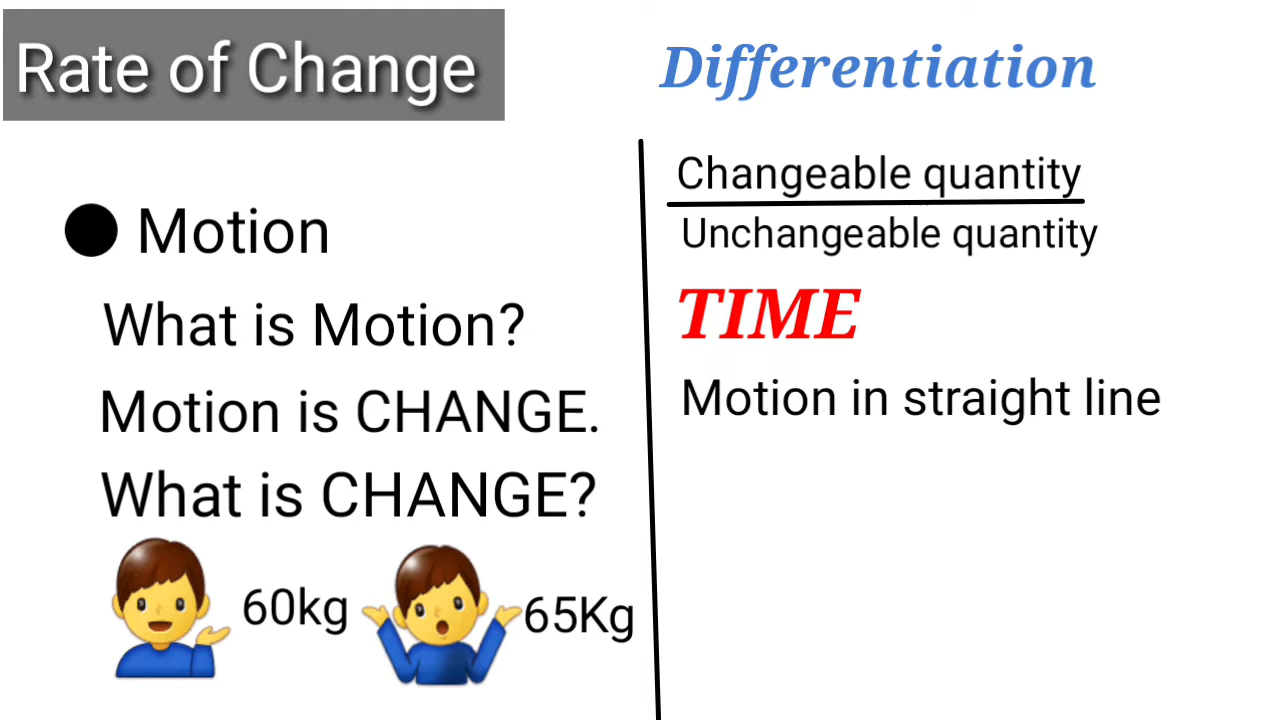 Rate of Change
● Motion
What is Motion?
Motion is CHANGE.
What is CHANGE?
60kg
65Kg
Differentiation
Changeable quantity
Unchangeable quantity
TIME
Motion in straight line